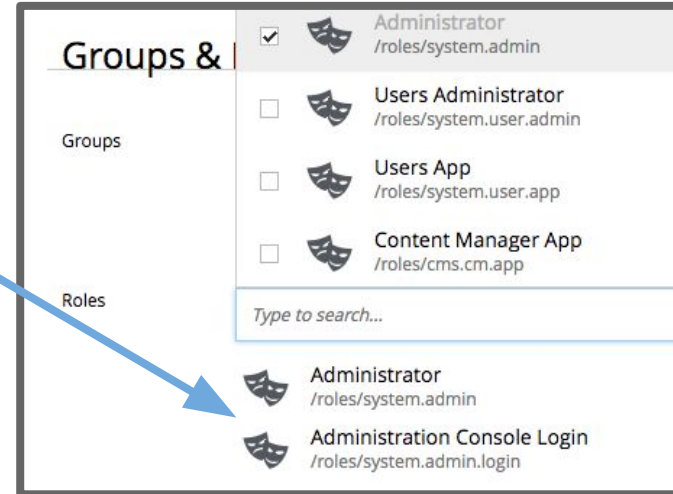 Groups &
Administrator
/roles/system.admin
Users Administrator
/roles/system.user.admin
Groups
Users App
/roles/system.user.app
Content Manager App
/roles/cms.cm.app
Roles
Type to search...
Administrator
/roles/system.admin
Administration Console Login
/roles/system.admin.login